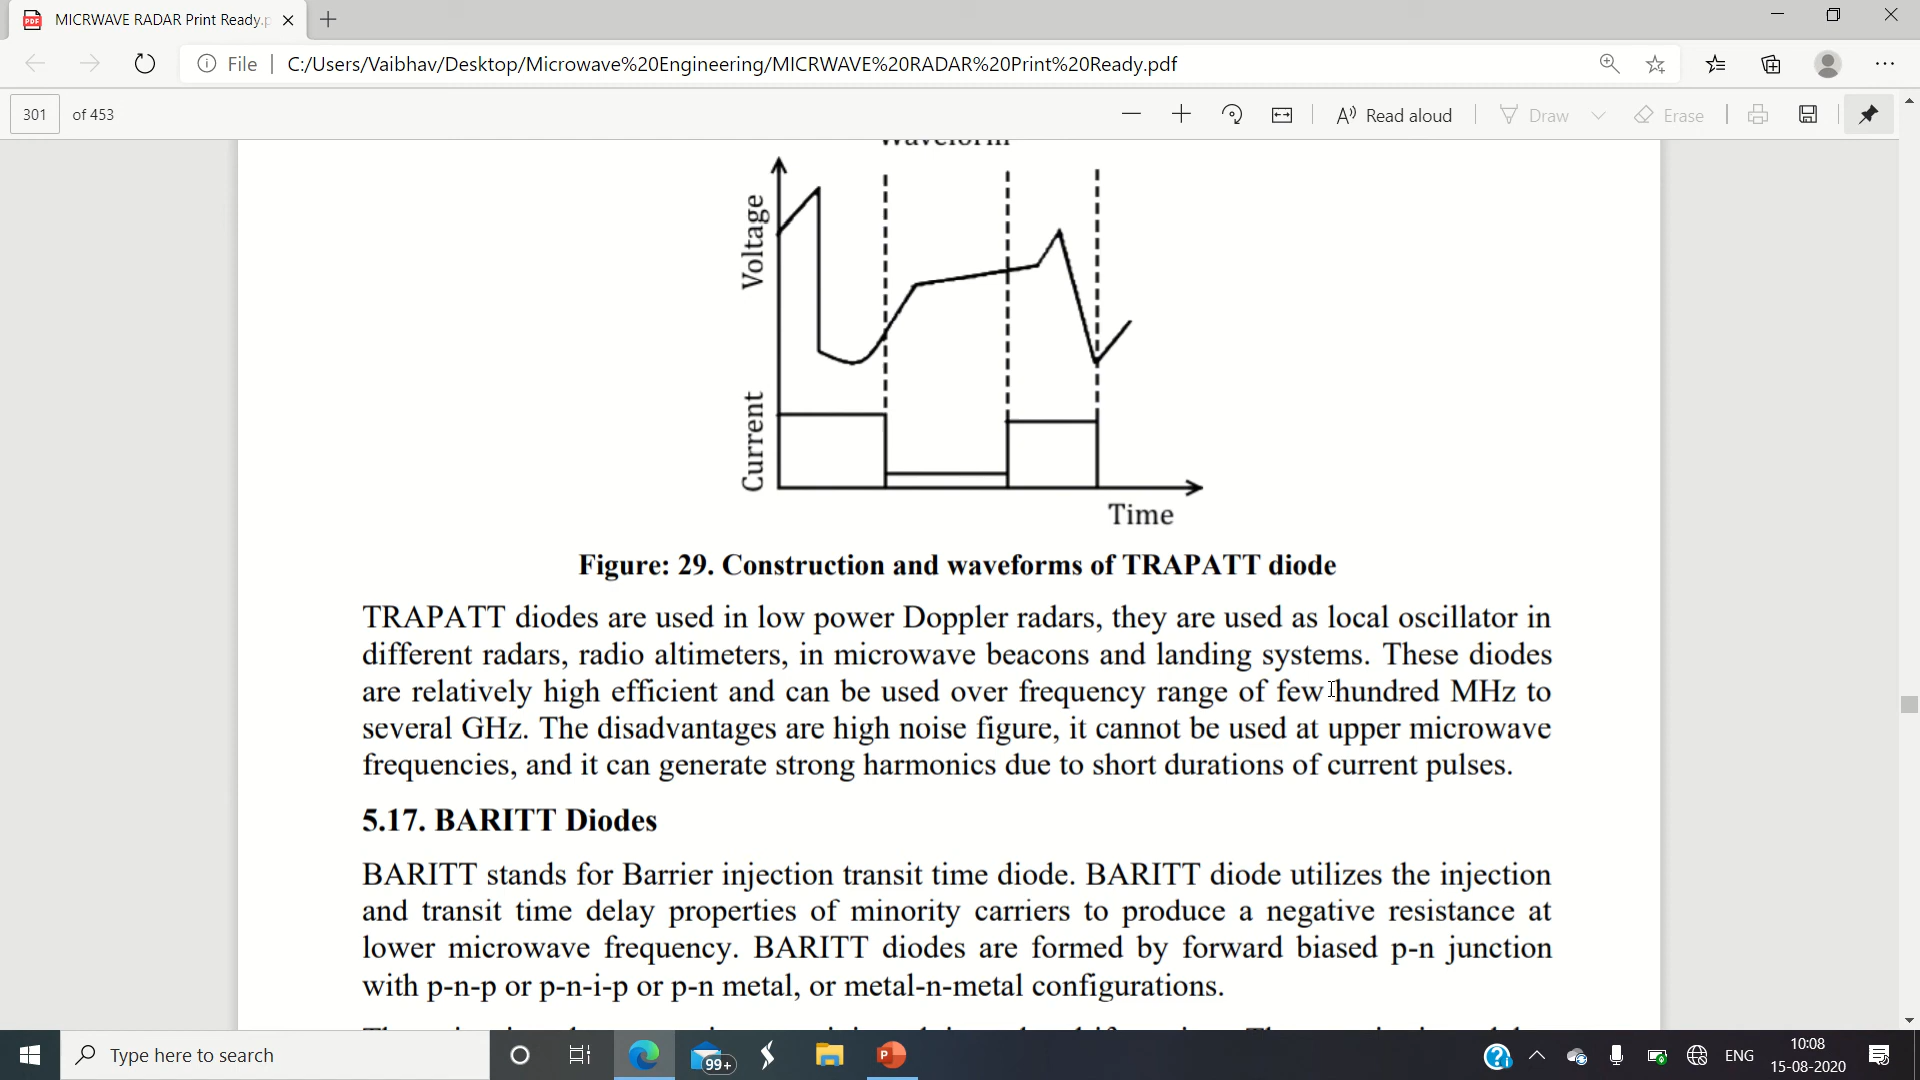 MICRWAVE RADAR Print Ready.p
File
C:/Users/Vaibhav/Desktop/Microwave%20Engineering/MICRWAVE%20RADAR%20Print%20Ready.pdf
301 of 453
Read aloud
Draw
Erase
Waveform
Voltage
Current
Time
Figure: 29. Construction and waveforms of TRAPATT diode
TRAPATT diodes are used in low power Doppler radars, they are used as local oscillator in
different radars, radio altimeters, in microwave beacons and landing systems. These diodes
are relatively high efficient and can be used over frequency range of few hundred MHz to
several GHz. The disadvantages are high noise figure, it cannot be used at upper microwave
frequencies, and it can generate strong harmonics due to short durations of current pulses.
5.17. BARITT Diodes
BARITT stands for Barrier injection transit time diode. BARITT diode utilizes the injection
and transit time delay properties of minority carriers to produce a negative resistance at
lower microwave frequency. BARITT diodes are formed by forward biased p-n junction
with p-n-p or p-n-i-p or p-n metal, or metal-n-metal configurations.
Type here to search
99+
ENG
10:08
15-08-2020